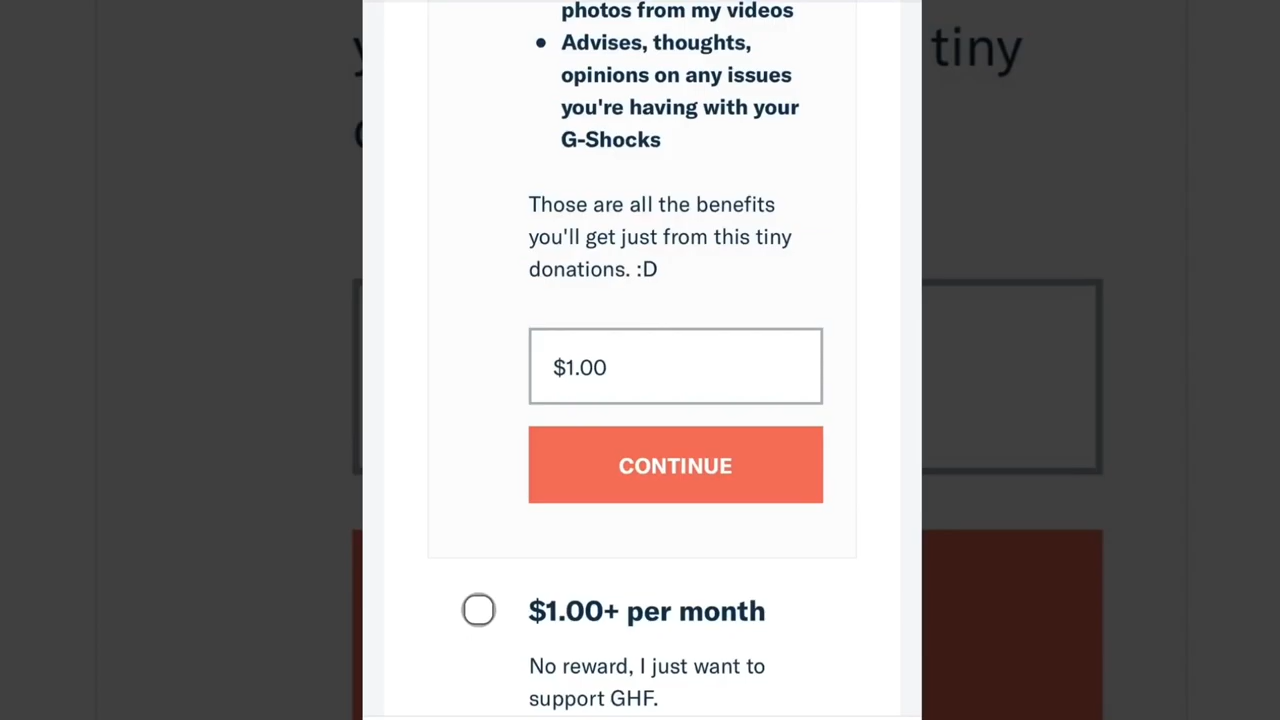 photos from my videos
• Advises, thoughts,
opinions on any issues
you're having with your
G-Shocks
Those are all the benefits
you'll get just from this tiny
donations. :D
$1.00
CONTINUE
$1.00+ per month
No reward, I just want to
support GHF.
tiny